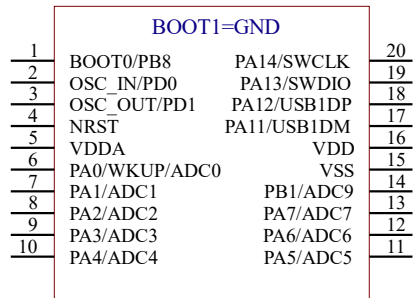 BOOT1=GND
1 BOOT0/PB8 PA14/SWCLK 20
2 OSC_IN/PD0 PA13/SWDIO 19
3 OSC_OUT/PD1 PA12/USB1DP 18
4 NRST PA11/USB1DM 17
5 VDDA VDD 16
6 PA0/WKUP/ADC0 VSS 15
7 PA1/ADC1 PB1/ADC9 14
8 PA2/ADC2 PA7/ADC7 13
9 PA3/ADC3 PA6/ADC6 12
10 PA4/ADC4 PA5/ADC5 11